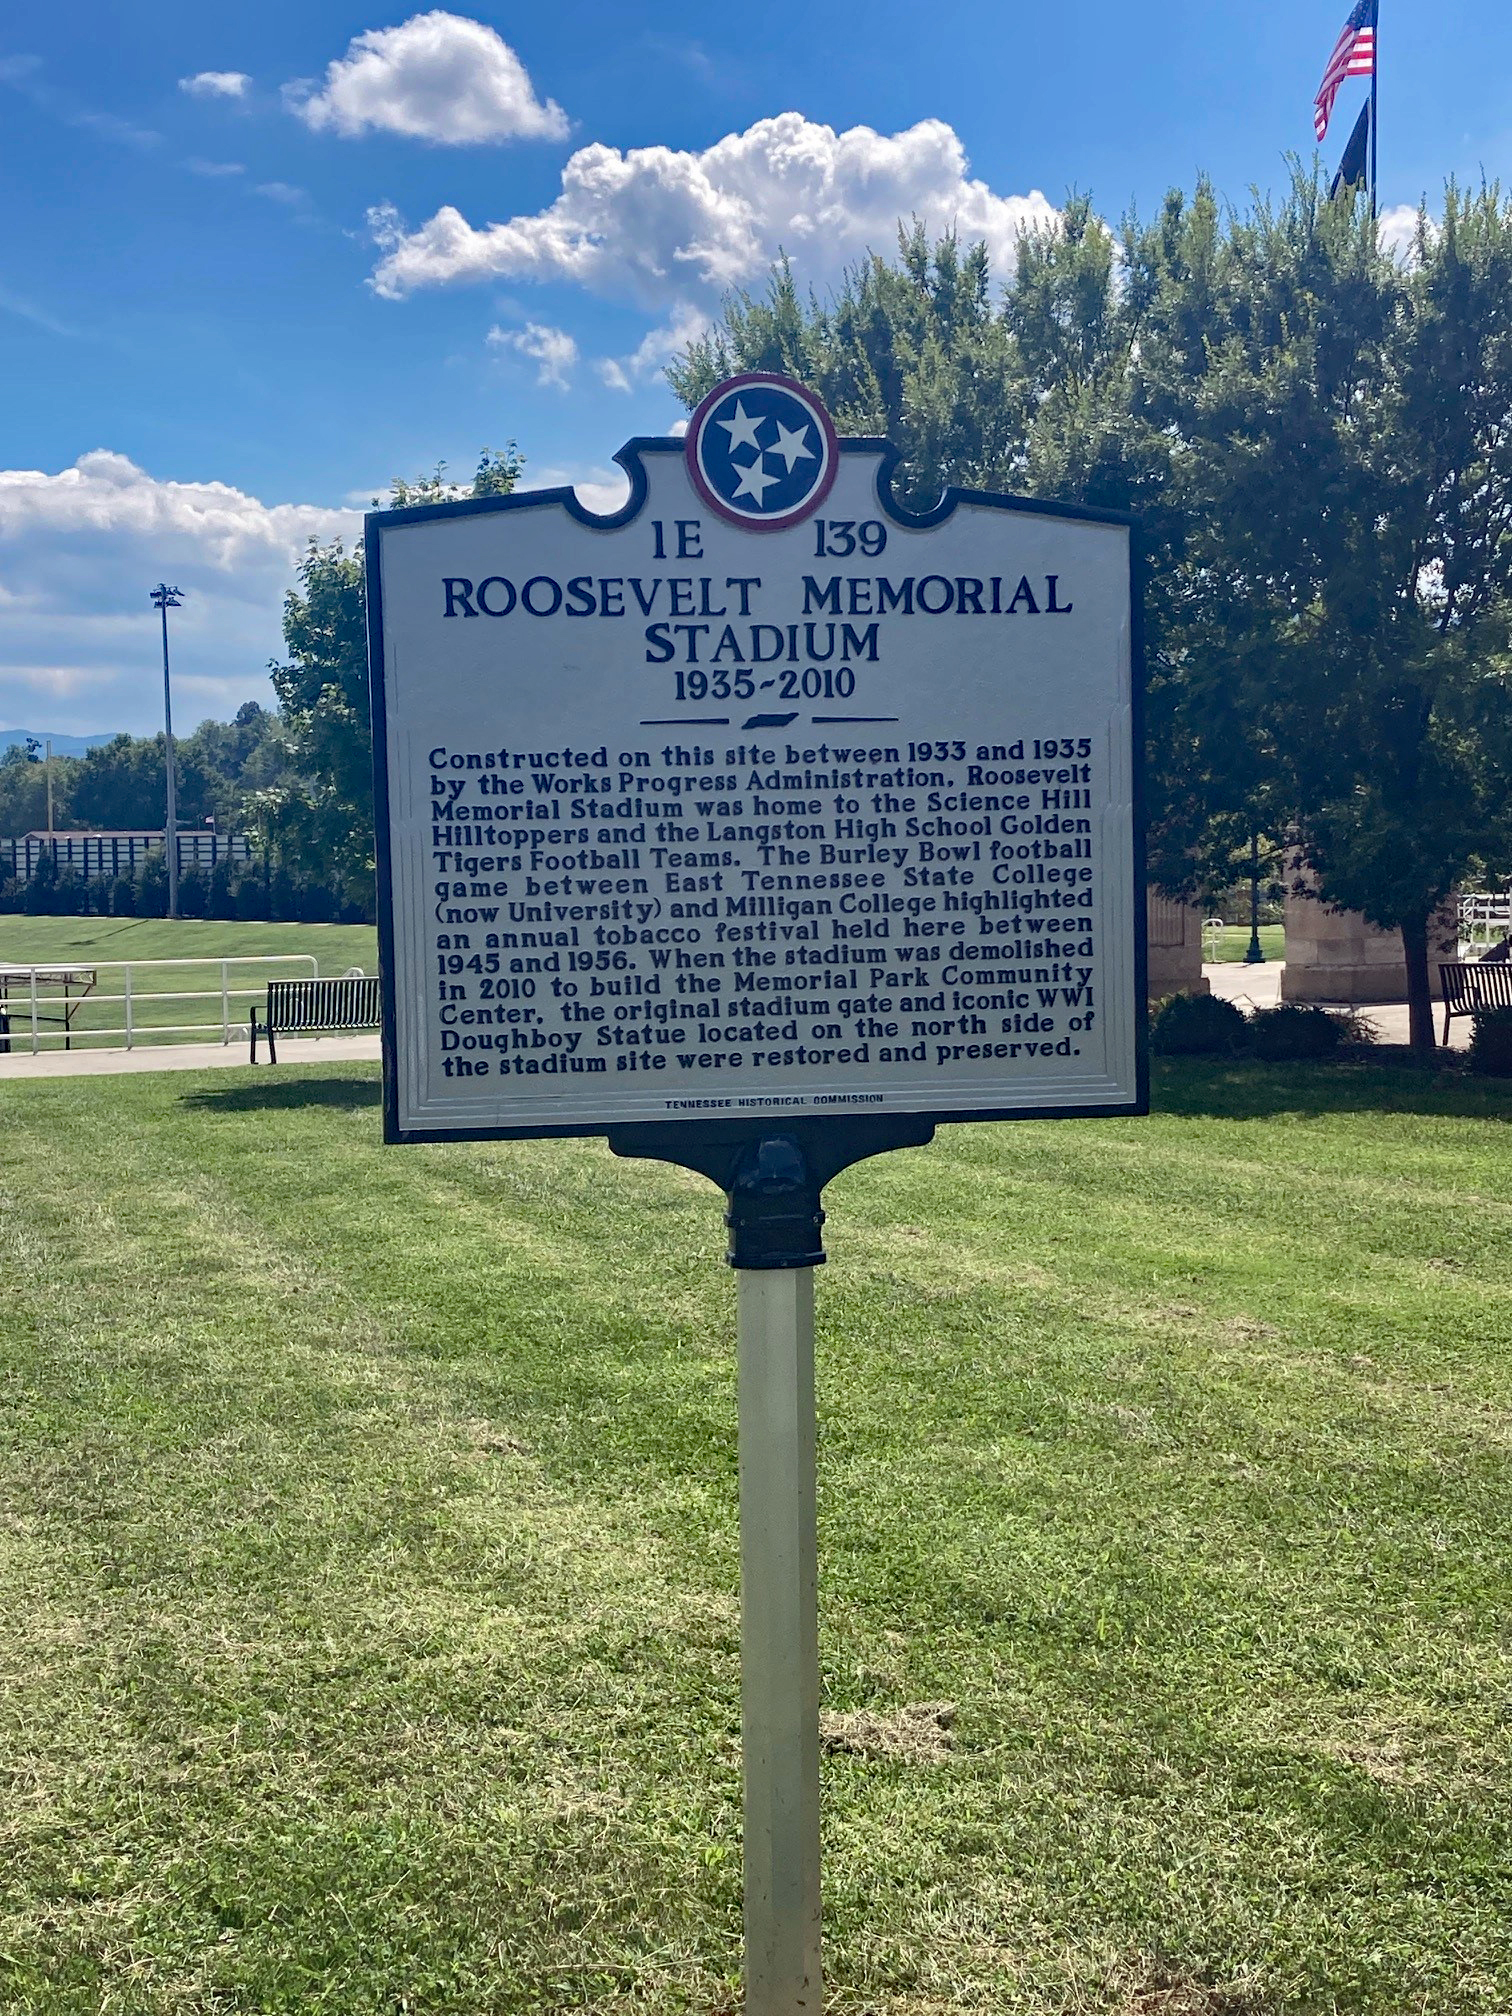 1E 139
ROOSEVELT MEMORIAL
STADIUM
1935-2010
Constructed on this site between 1933 and 1935
by the Works Progress Administration, Roosevelt
Memorial Stadium was home to the Science Hill
Hilltoppers and the Langston High School Golden
Tigers Football Teams. The Burley Bowl football
game between East Tennessee State College
(now University) and Milligan College highlighted
an annual tobacco festival held here between
1945 and 1956. When the stadium was demolished
in 2010 to build the Memorial Park Community
Center, the original stadium gate and iconic WWI
Doughboy Statue located on the north side of
the stadium site were restored and preserved.
TENNESSEE HISTORICAL COMMISSION